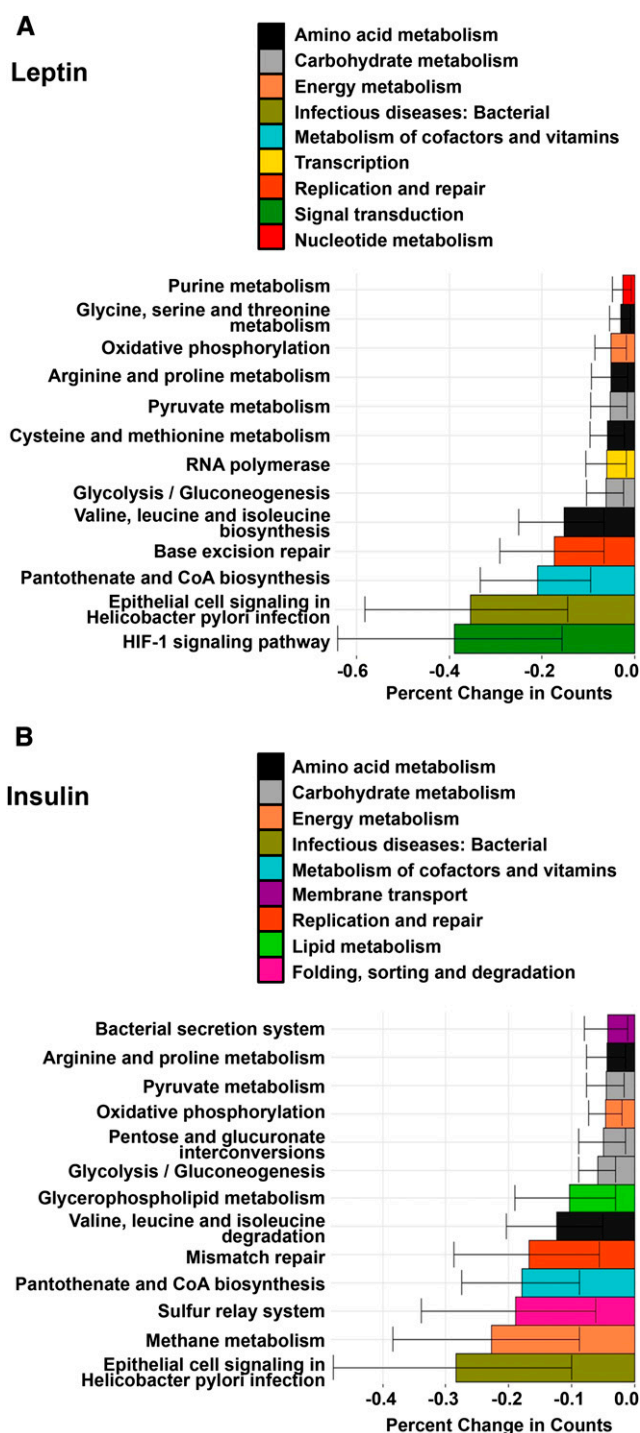 A
Leptin
Amino acid metabolism
Carbohydrate metabolism
Energy metabolism
Infectious diseases: Bacterial
Metabolism of cofactors and vitamins
Transcription
Replication and repair
Signal transduction
Nucleotide metabolism
Purine metabolism
Glycine, serine and threonine
metabolism
Oxidative phosphorylation
Arginine and proline metabolism
Pyruvate metabolism
Cysteine and methionine metabolism
RNA polymerase
Glycolysis / Gluconeogenesis
Valine, leucine and isoleucine
biosynthesis
Base excision repair
Pantothenate and CoA biosynthesis
Epithelial cell signaling in
Helicobacter pylori infection
HIF-1 signaling pathway
-0.6 -0.4 -0.2 0.0
Percent Change in Counts
B
Insulin
Amino acid metabolism
Carbohydrate metabolism
Energy metabolism
Infectious diseases: Bacterial
Metabolism of cofactors and vitamins
Membrane transport
Replication and repair
Lipid metabolism
Folding, sorting and degradation
Bacterial secretion system
Arginine and proline metabolism
Pyruvate metabolism
Oxidative phosphorylation
Pentose and glucuronate
interconversions
Glycolysis / Gluconeogenesis
Glycerophospholipid metabolism
Valine, leucine and isoleucine
degradation
Mismatch repair
Pantothenate and CoA biosynthesis
Sulfur relay system
Methane metabolism
Epithelial cell signaling in
Helicobacter pylori infection
-0.4 -0.3 -0.2 -0.1 0.0
Percent Change in Counts